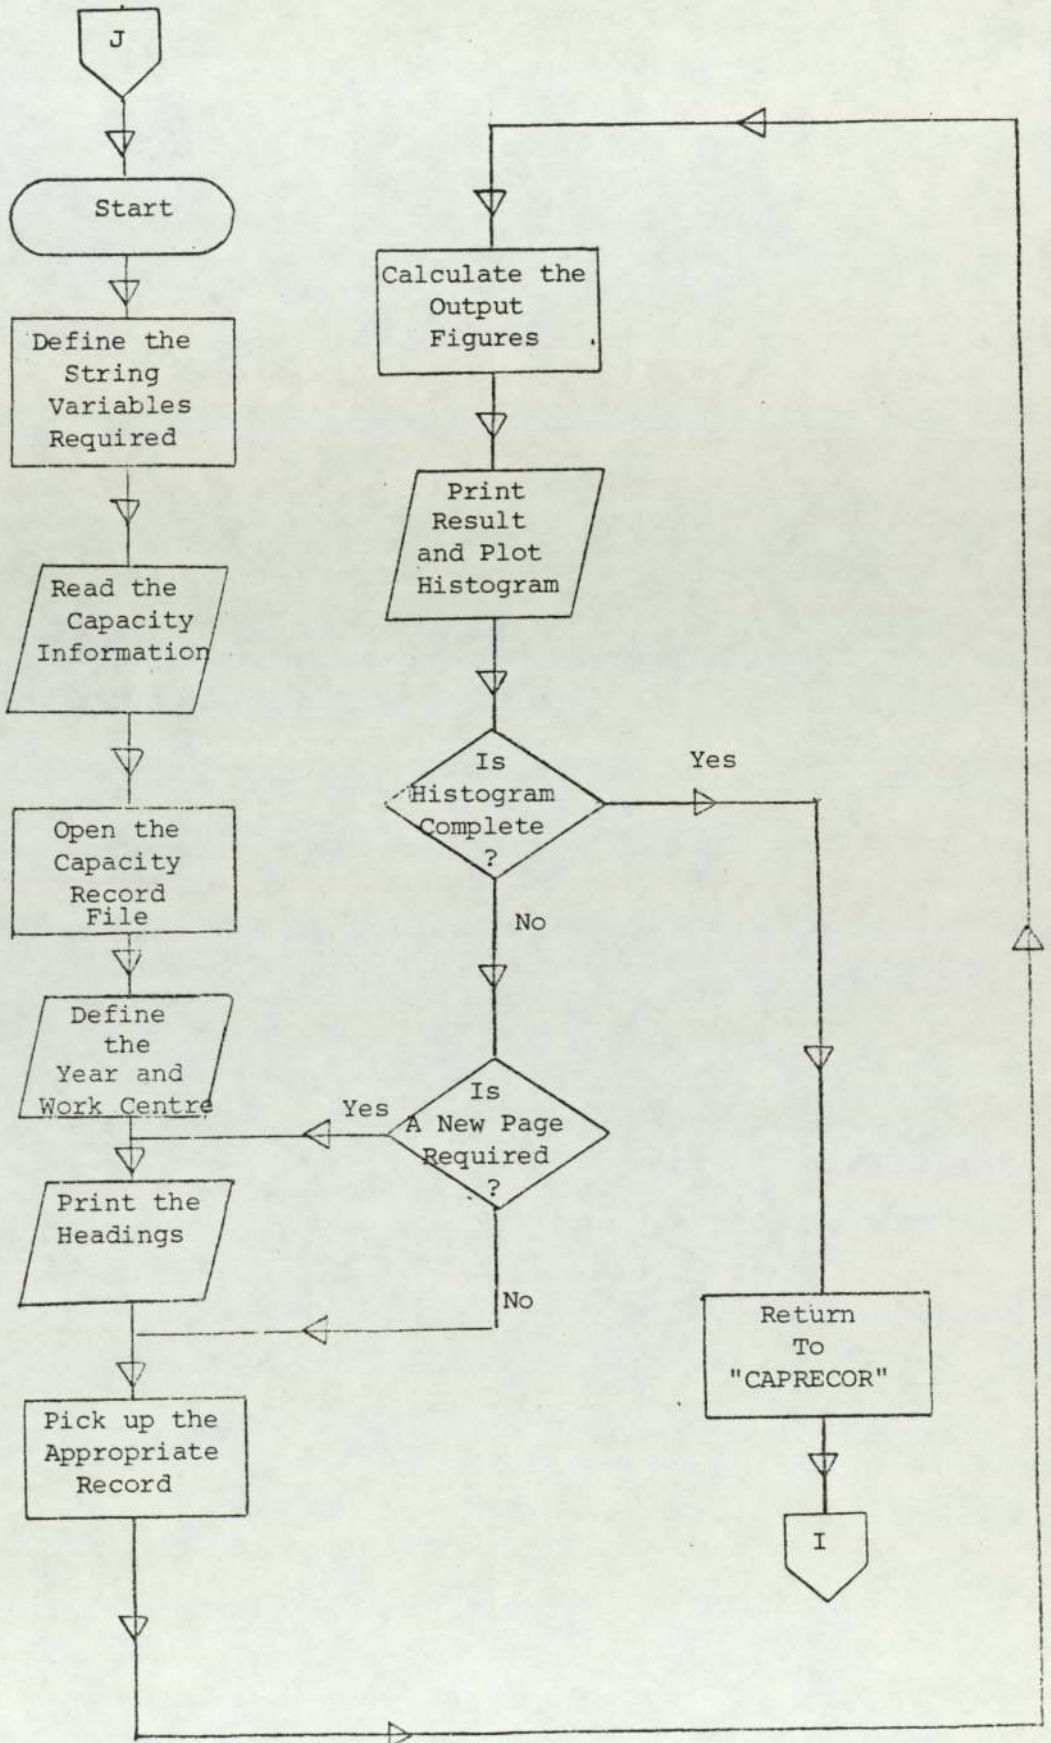 J
Start
Define the
String
Variables
Required
Read the
Capacity
Information
Open the
Capacity
Record
File
Define
the
Year and
Work Centre
Print the
Headings
Pick up the
Appropriate
Record
Calculate the
Output
Figures
Print
Result
and Plot
Histogram
Is
Histogram
Complete
?
Yes
No
Is
A New Page
Required
?
Yes
No
Return
To
"CAPRECOR"
I